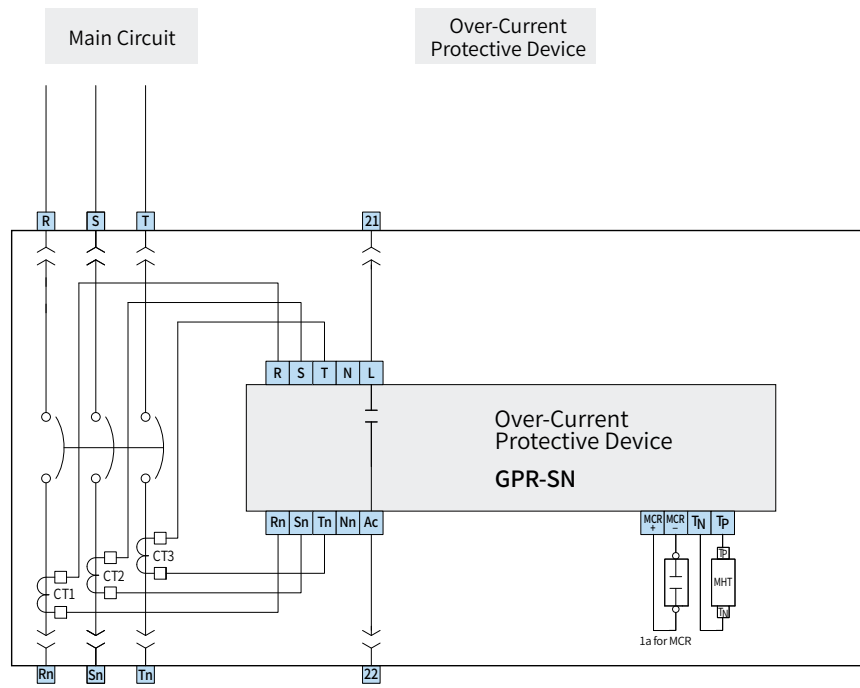 Main Circuit
Over-Current
Protective Device
R S T 21
R S T N L
Over-Current
Protective Device
GPR-SN
Rn Sn Tn Nn Ac
MCR
+
MCR
−
TN TP
CT3
CT2
CT1
TP
MHT
TN
1a for MCR
Rn Sn Tn 22